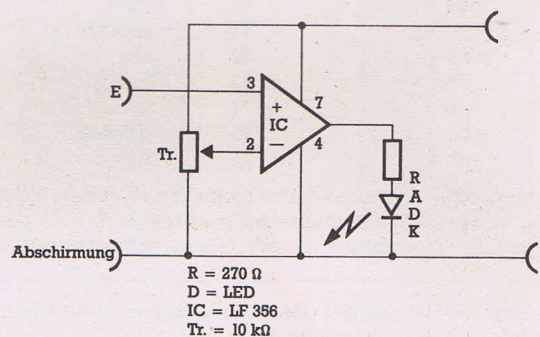 3
7
E
+
IC
Tr.
2
−
4
R
A
D
K
Abschirmung
R = 270 Ω
D = LED
IC = LF 356
Tr. = 10 kΩ